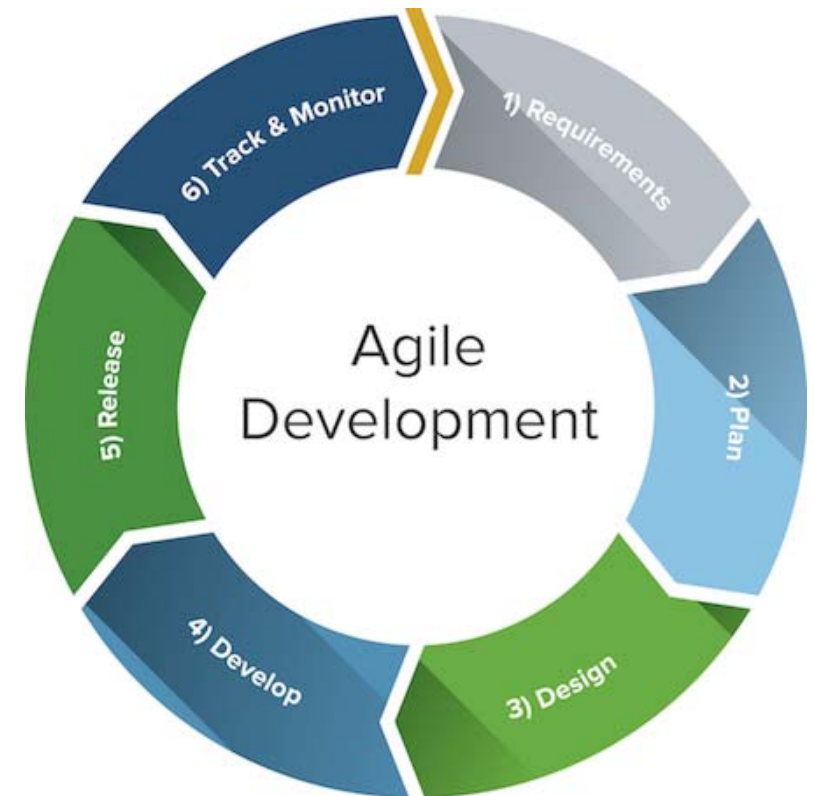 Agile
Development
1) Requirements
2) Plan
3) Design
4) Develop
5) Release
6) Track & Monitor